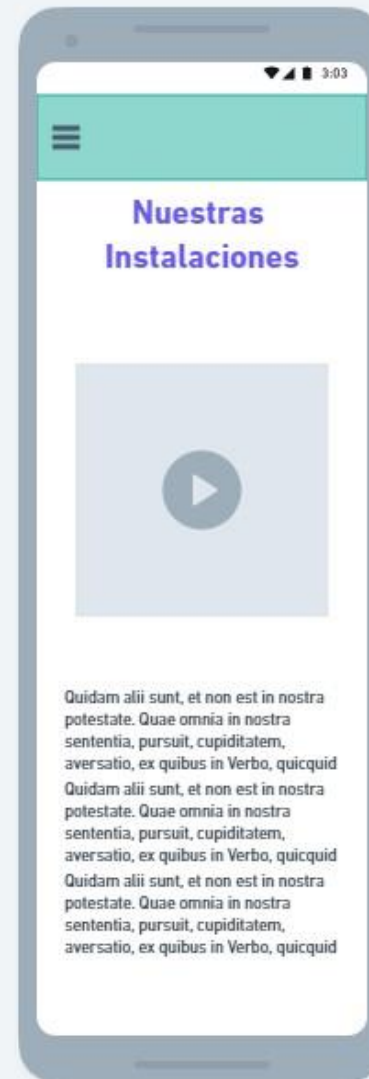 3:03
Nuestras
Instalaciones
Quidam alii sunt, et non est in nostra
potestate. Quae omnia in nostra
sententia, pursuit, cupiditatem,
aversatio, ex quibus in Verbo, quicquid
Quidam alii sunt, et non est in nostra
potestate. Quae omnia in nostra
sententia, pursuit, cupiditatem,
aversatio, ex quibus in Verbo, quicquid
Quidam alii sunt, et non est in nostra
potestate. Quae omnia in nostra
sententia, pursuit, cupiditatem,
aversatio, ex quibus in Verbo, quicquid